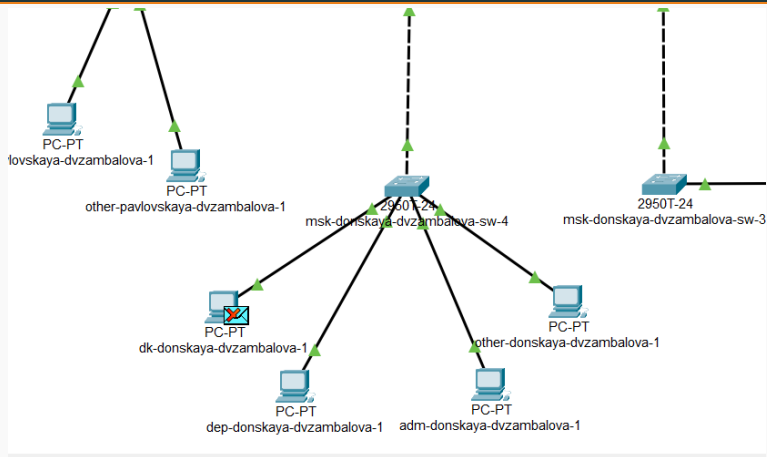 PC-PT
vlovskaya-dvzambalova-1
PC-PT
other-pavlovskaya-dvzambalova-1
2950T-24
msk-donskaya-dvzambalova-sw-4
2950T-24
msk-donskaya-dvzambalova-sw-3
PC-PT
dk-donskaya-dvzambalova-1
PC-PT
other-donskaya-dvzambalova-1
PC-PT
dep-donskaya-dvzambalova-1
PC-PT
adm-donskaya-dvzambalova-1